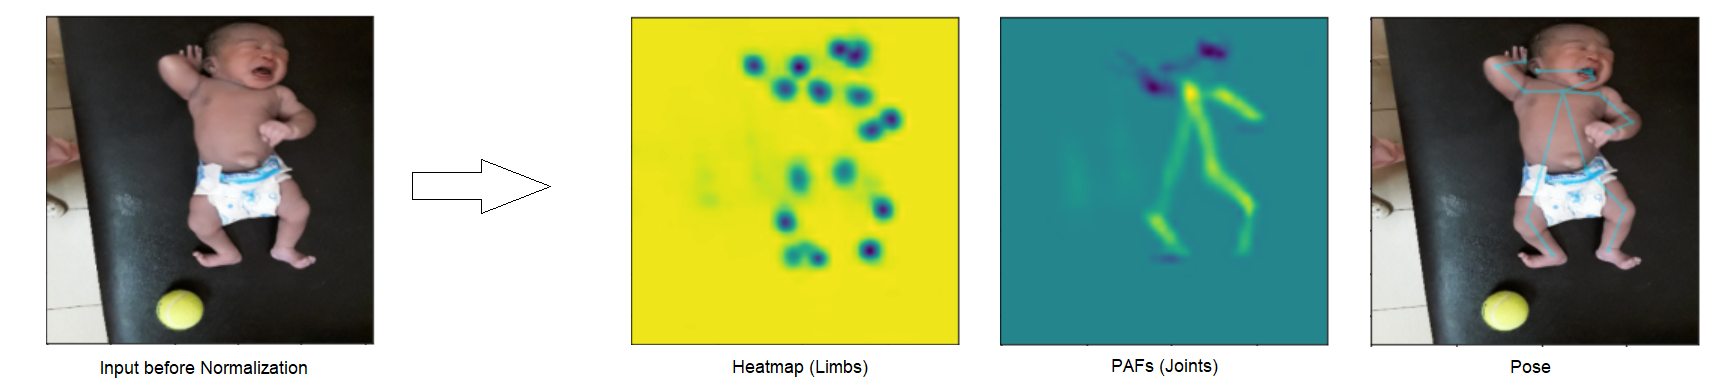 Input before Normalization
Heatmap (Limbs)
PAFs (Joints)
Pose